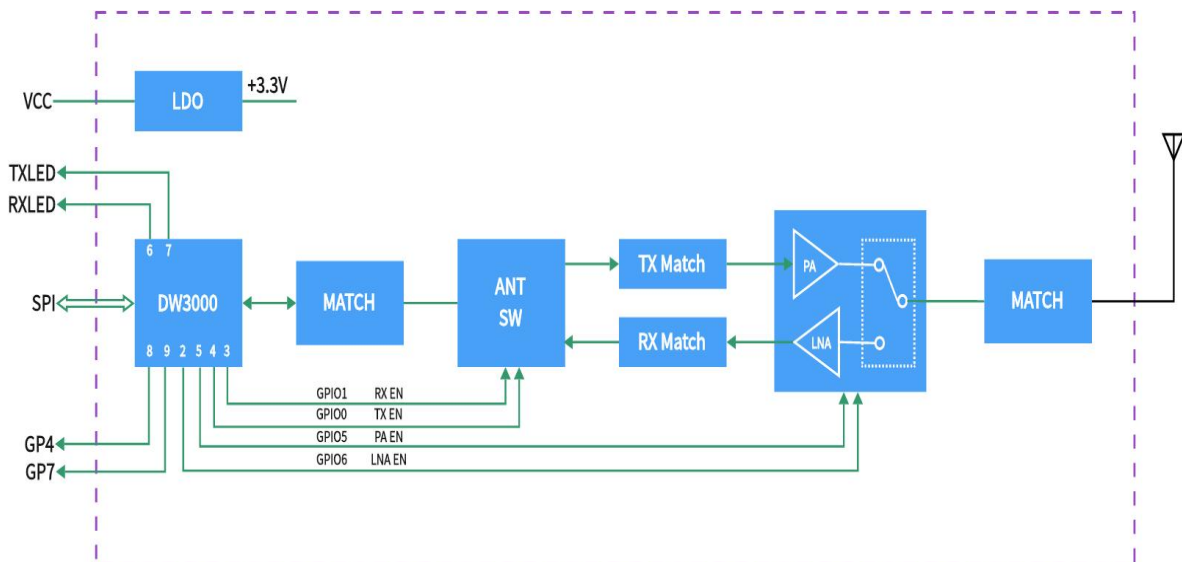 +3.3V
VCC
LDO
TXLED
RXLED
6 7
SPI
DW3000
MATCH
ANT
SW
TX Match
RX Match
PA
LNA
MATCH
8 9 2 5 4 3
GPIO1 RX EN
GPIO0 TX EN
GPIO5 PA EN
GPIO6 LNA EN
GP4
GP7